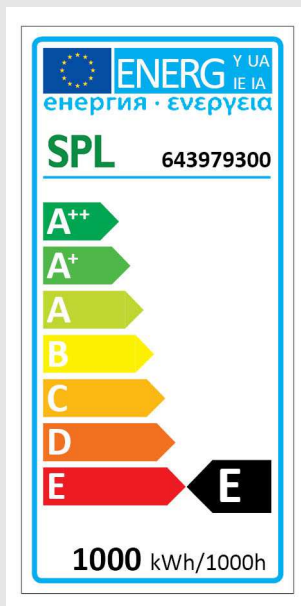 ENERG Y UA
IE IA
енергия · ενεργεια
SPL 643979300
A++
A+
A
B
C
D
E E
1000 kWh/1000h